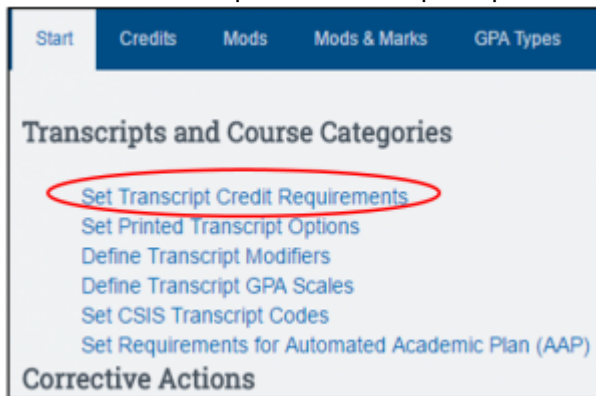 Start Credits Mods Mods & Marks GPA Types
Transcripts and Course Categories
Set Transcript Credit Requirements
Set Printed Transcript Options
Define Transcript Modifiers
Define Transcript GPA Scales
Set CSIS Transcript Codes
Set Requirements for Automated Academic Plan (AAP)
Corrective Actions